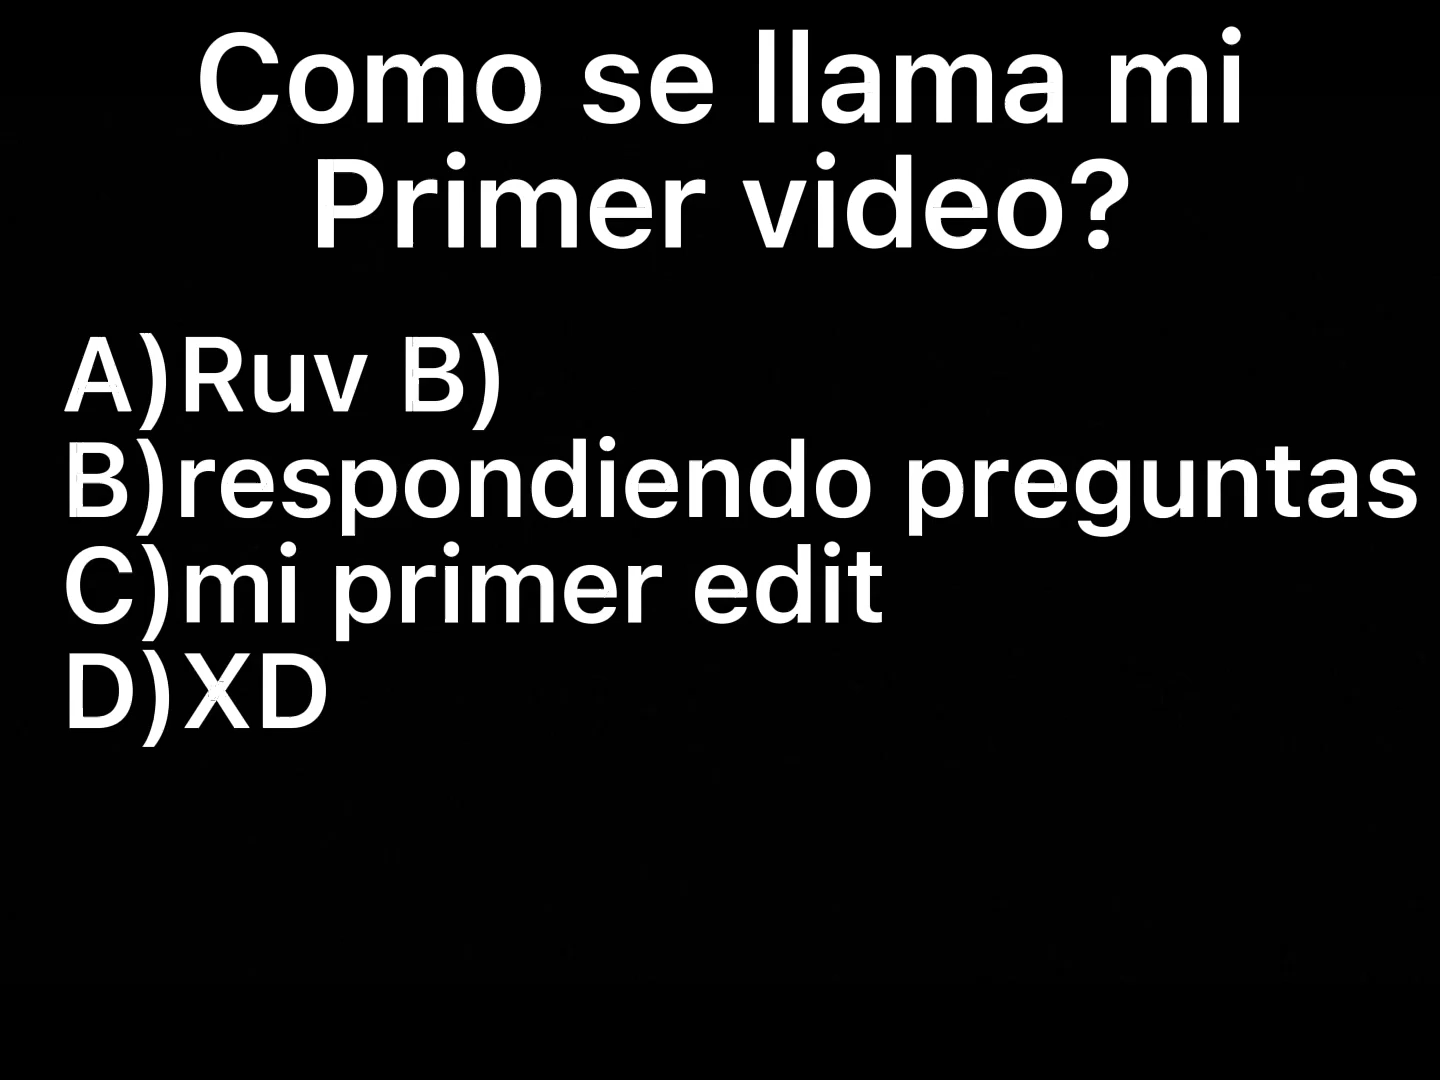 Como se llama mi
Primer video?
A)Ruv B)
B)respondiendo preguntas
C)mi primer edit
D)XD